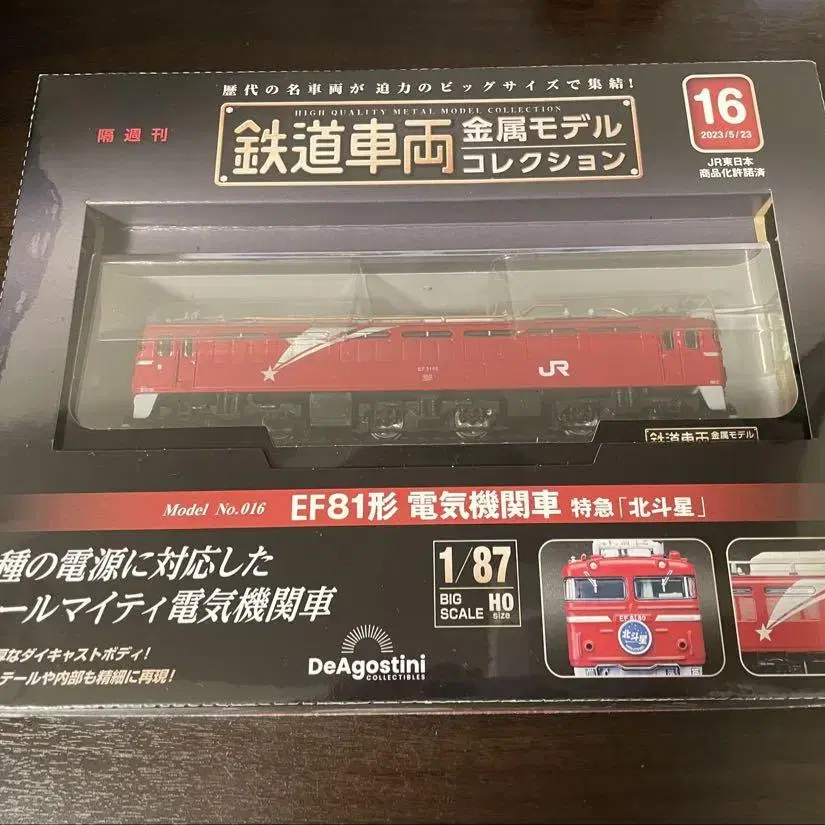 歴代の名車両が 迫力のビッグサイズで集結!
HIGH QUALITY METAL MODEL COLLECTION
隔週刊
鉄道車両 金属モデル
コレクション
16
2023/5/23
JR東日本
商品化許諾済
JR
鉄道車両 金属モデル
Model No.016 EF81形 電気機関車 特急「北斗星」
種の電源に対応した
ールマイティ電気機関車
1/87
BIG SCALE HO size
EF 81 80
北斗星
なダイキャストボディ!
テールや内部も精細に再現!
DeAgostini
COLLECTIBLES